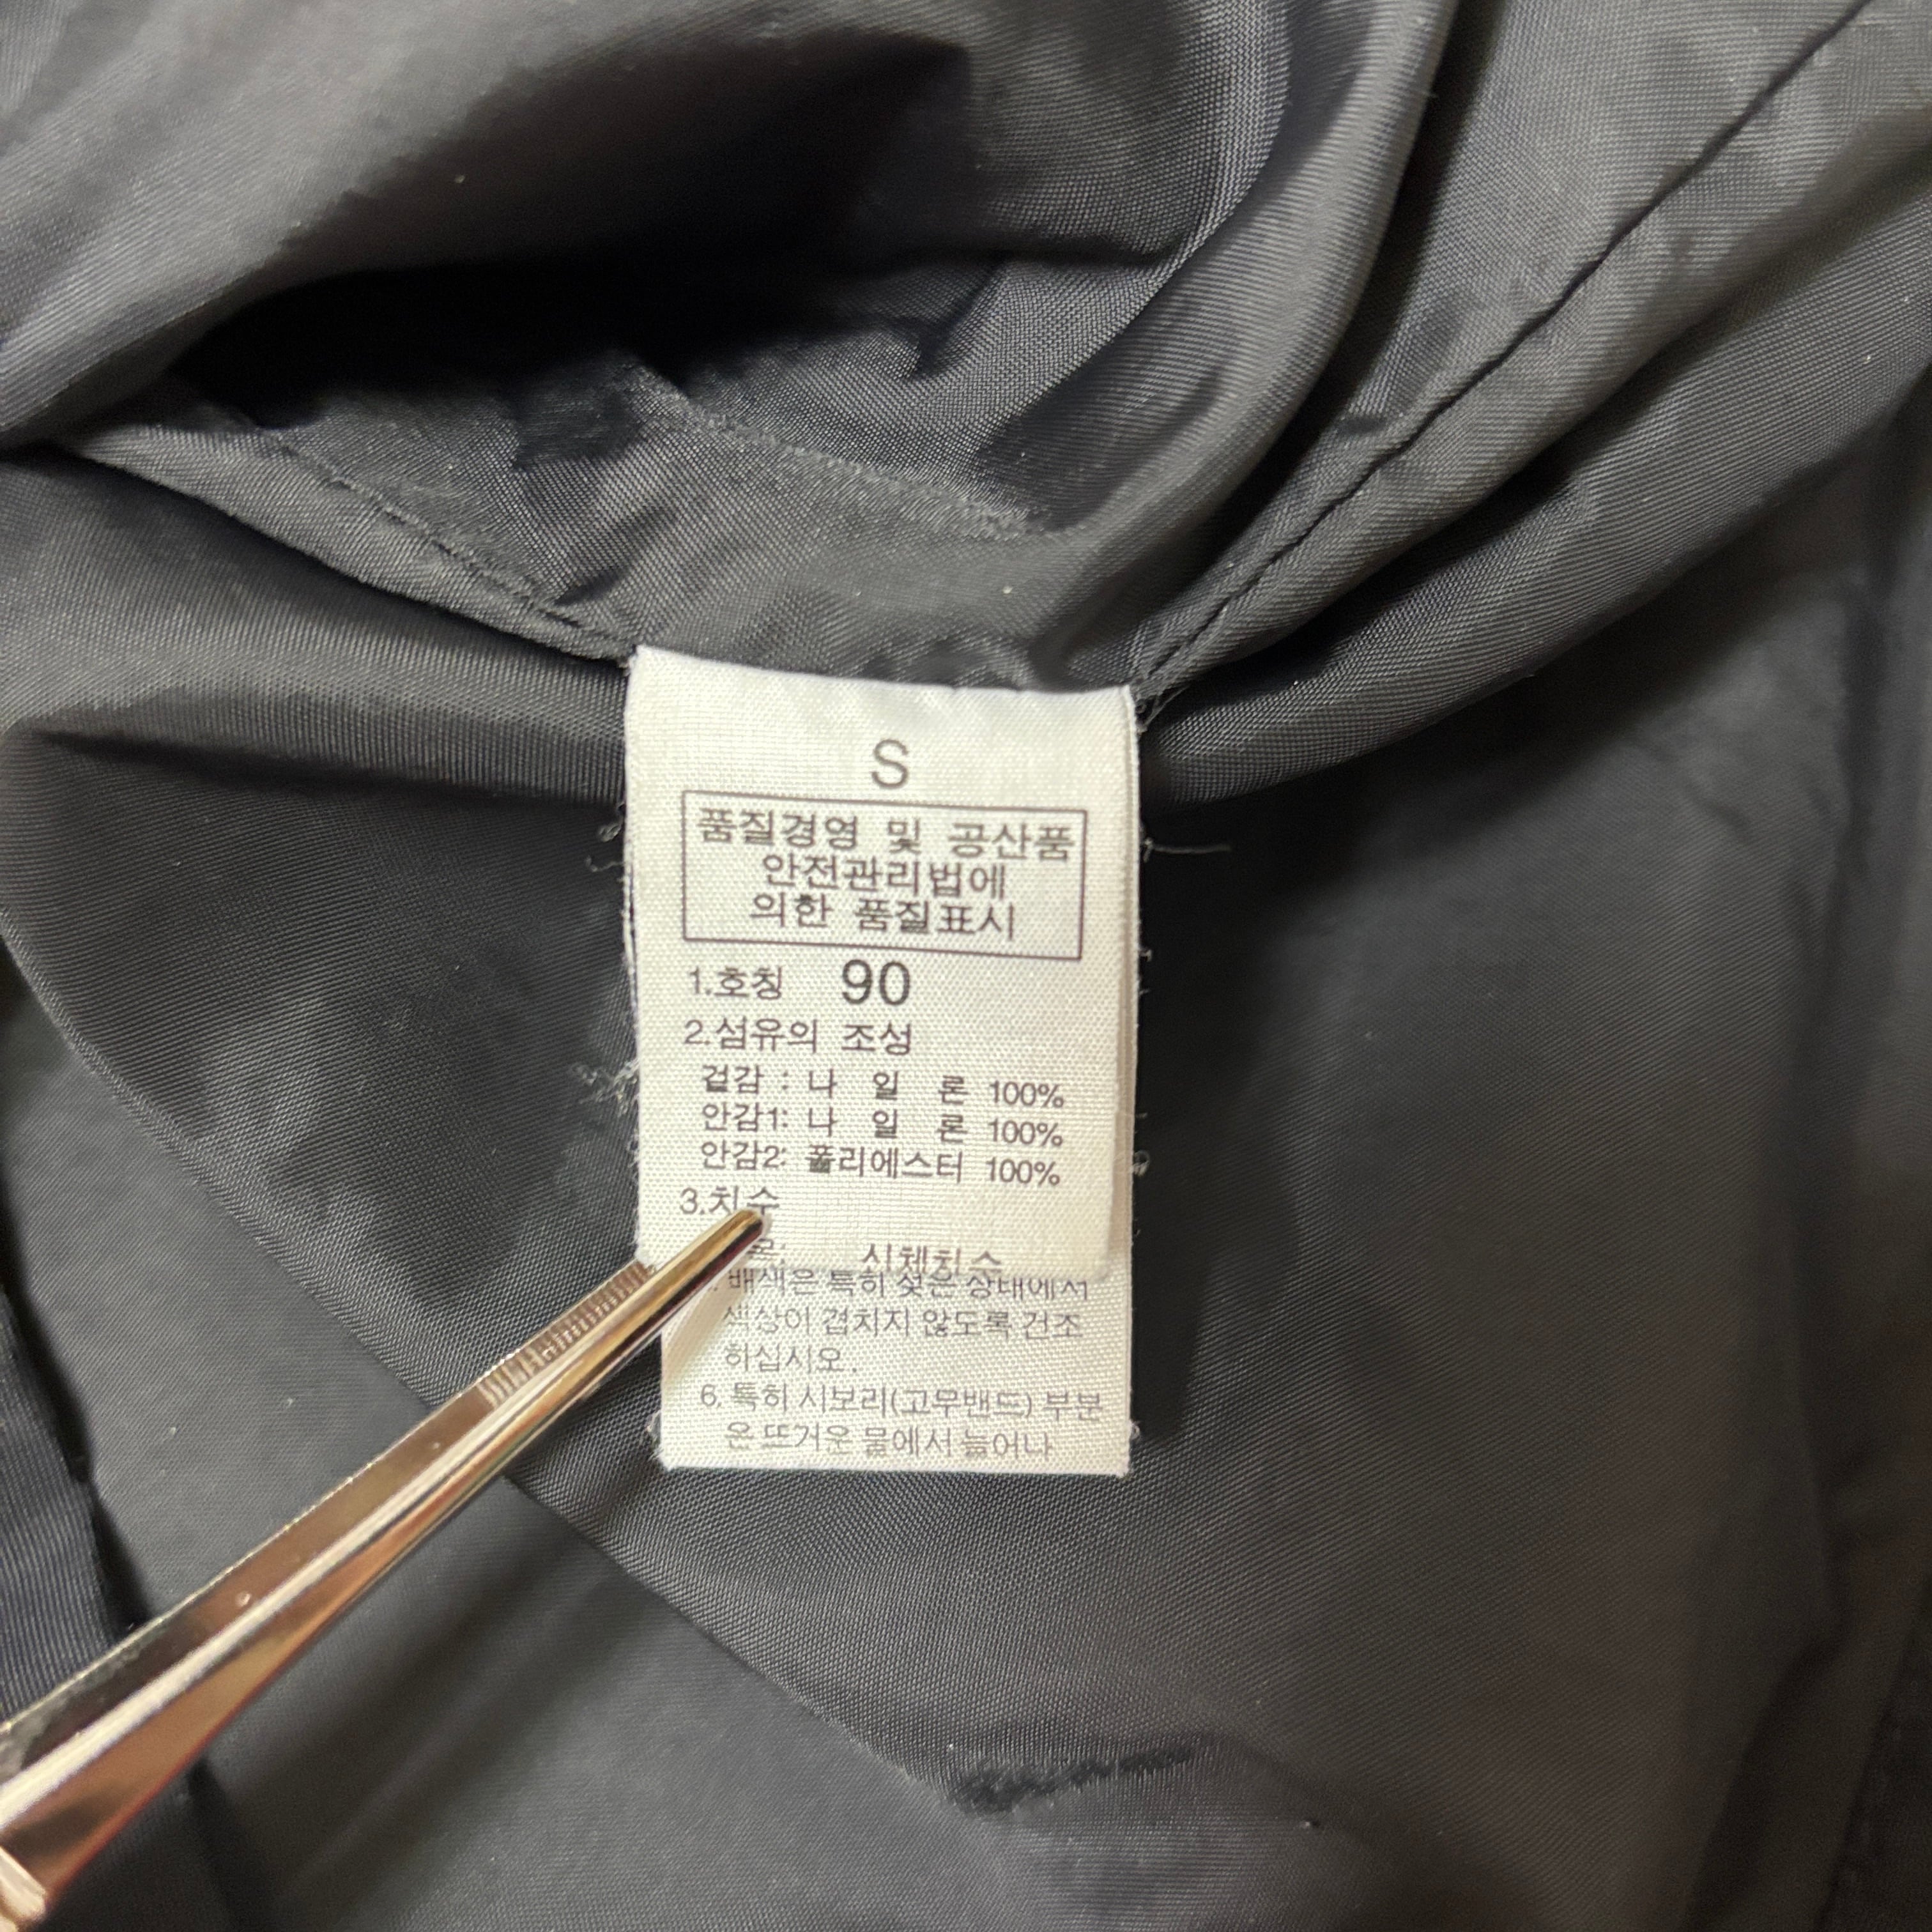 S
품질경영 및 공산품
안전관리법에
의한 품질표시
1.호칭 90
2.섬유의 조성
겉감 : 나 일 론 100%
안감1: 나 일 론 100%
안감2: 폴리에스터 100%
3.치수
신체치수
배색은 특히 젖은 상태에서
색상이 겹치지 않도록 건조
하십시오.
6. 특히 시보리(고무밴드) 부분
은 뜨거운 물에서 늘어나